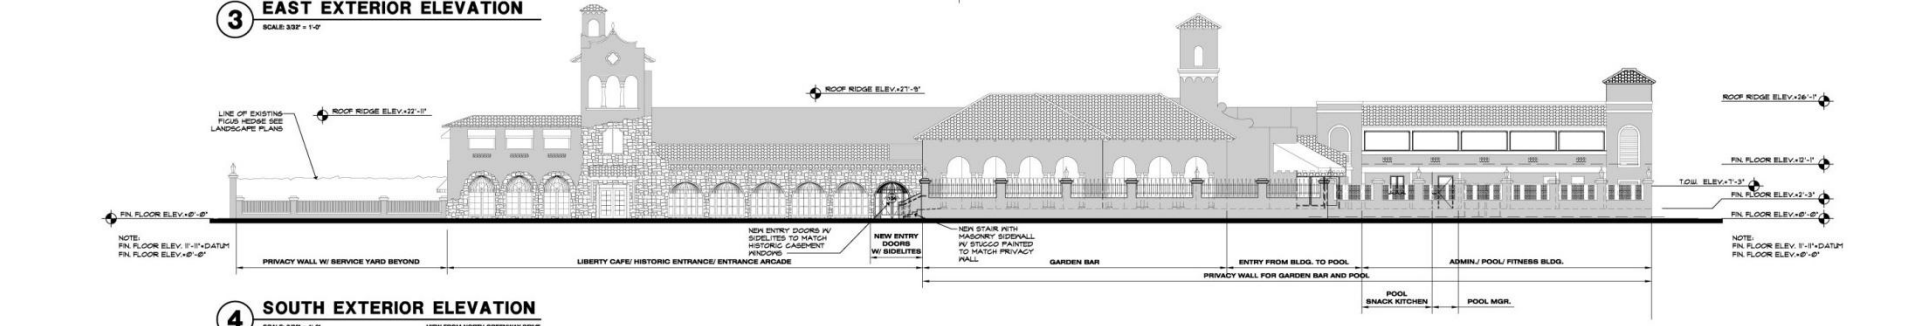 3
EAST EXTERIOR ELEVATION
SCALE: 3/32" = 1'-0"
LINE OF EXISTING
FICUS HEDGE SEE
LANDSCAPE PLANS
ROOF RIDGE ELEV.+22'-11"
ROOF RIDGE ELEV.+27'-9"
ROOF RIDGE ELEV.+26'-1"
FIN. FLOOR ELEV.+12'-1"
T.O.W. ELEV.+7'-3"
FIN. FLOOR ELEV.+2'-3"
FIN. FLOOR ELEV.+0'-0"
FIN. FLOOR ELEV.+0'-0"
NOTE:
FIN. FLOOR ELEV. 11'-11"=DATUM
FIN. FLOOR ELEV.+0'-0"
NEW ENTRY DOORS W/
SIDELITES TO MATCH
HISTORIC CASEMENT
WINDOWS
NEW ENTRY
DOORS
W/ SIDELITES
NEW STAIR WITH
MASONRY SIDEWALL
W/ STUCCO PAINTED
TO MATCH PRIVACY
WALL
NOTE:
FIN. FLOOR ELEV. 11'-11"=DATUM
FIN. FLOOR ELEV.+0'-0"
PRIVACY WALL W/ SERVICE YARD BEYOND
LIBERTY CAFE/ HISTORIC ENTRANCE/ ENTRANCE ARCADE
GARDEN BAR
ENTRY FROM BLDG. TO POOL
ADMIN./ POOL/ FITNESS BLDG.
PRIVACY WALL FOR GARDEN BAR AND POOL
POOL
SNACK KITCHEN
POOL MGR.
4
SOUTH EXTERIOR ELEVATION